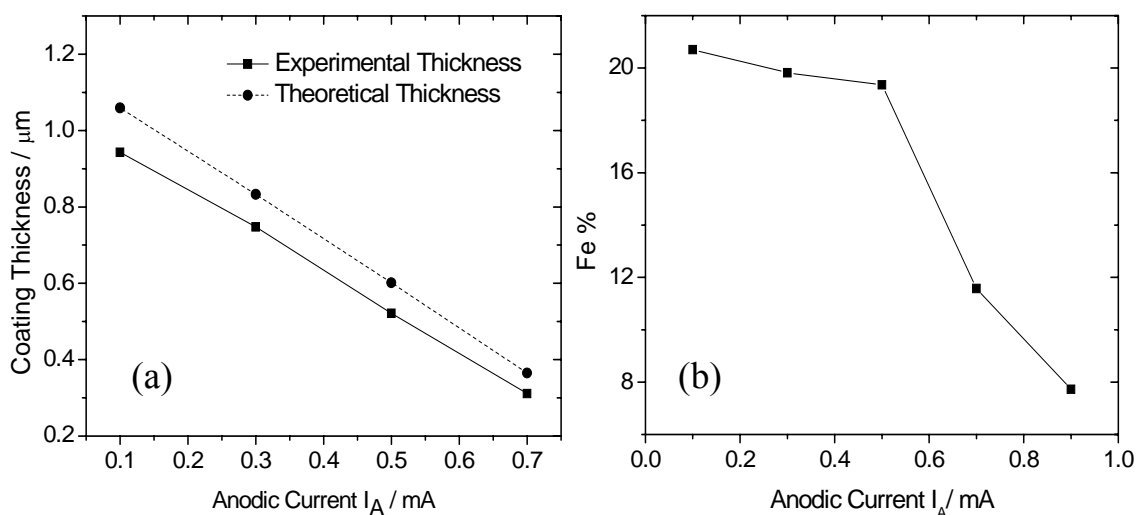 1.2
1.0
0.8
0.6
0.4
0.2
Coating Thickness / μm
Experimental Thickness
Theoretical Thickness
(a)
0.1 0.2 0.3 0.4 0.5 0.6 0.7
Anodic Current I_A / mA
20
16
12
8
Fe %
(b)
0.0 0.2 0.4 0.6 0.8 1.0
Anodic Current I_A/ mA